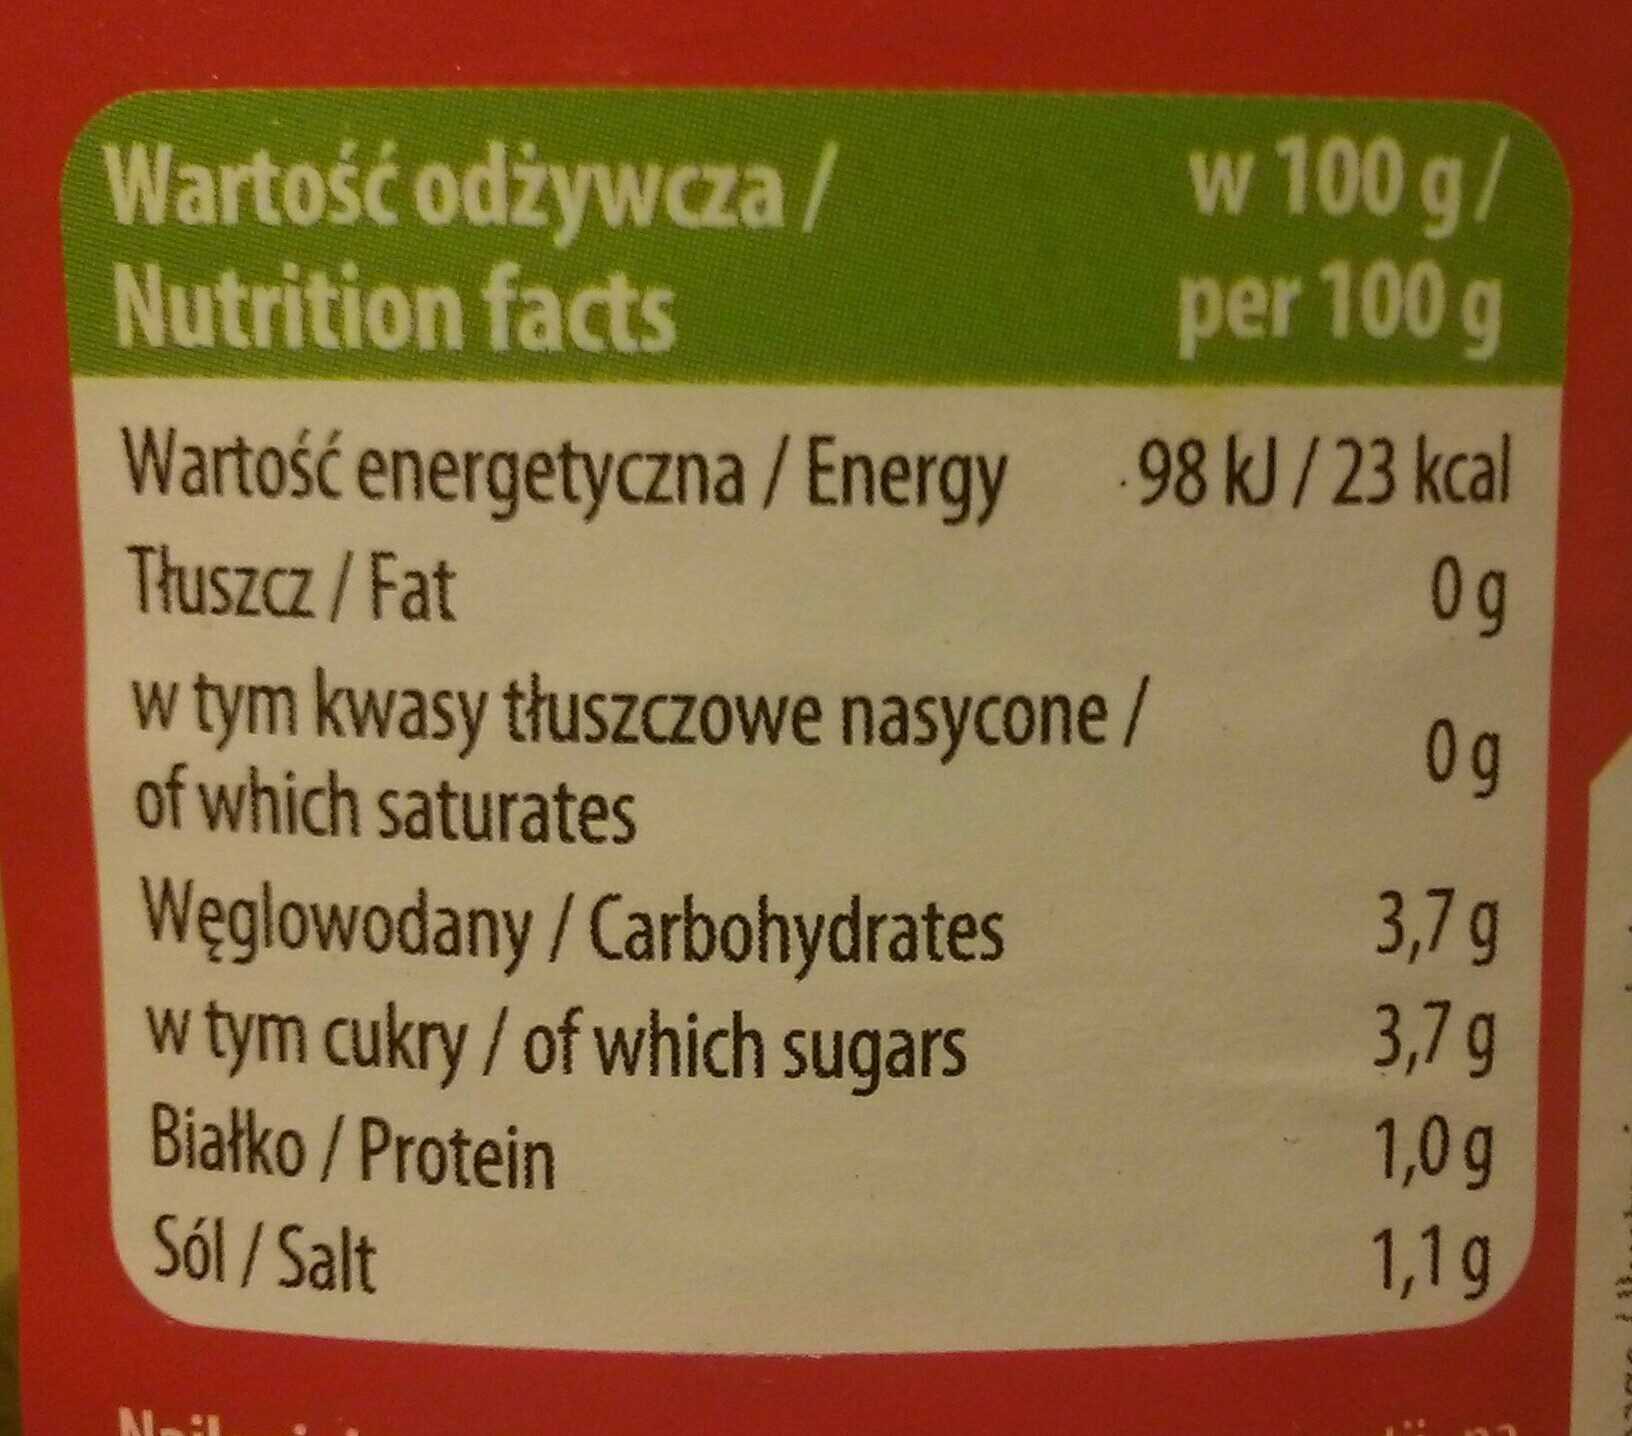 Wartość odżywcza / w 100 g /
Nutrition facts per 100 g
Wartość energetyczna / Energy 98 kJ / 23 kcal
Tłuszcz / Fat 0 g
w tym kwasy tłuszczowe nasycone /
of which saturates 0 g
Węglowodany / Carbohydrates 3,7 g
w tym cukry / of which sugars 3,7 g
Białko / Protein 1,0 g
Sól / Salt 1,1 g